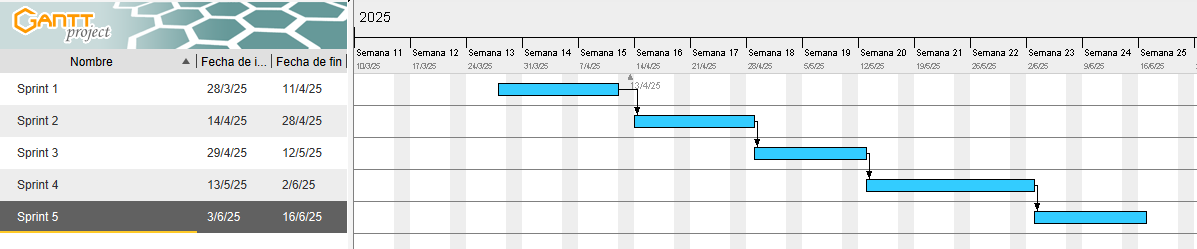 GANTT
project
2025
Semana 11 Semana 12 Semana 13 Semana 14 Semana 15 Semana 16 Semana 17 Semana 18 Semana 19 Semana 20 Semana 21 Semana 22 Semana 23 Semana 24 Semana 25
Nombre Fecha de i... Fecha de fin
10/3/25 17/3/25 24/3/25 31/3/25 7/4/25 14/4/25 21/4/25 28/4/25 5/5/25 12/5/25 19/5/25 26/5/25 2/6/25 9/6/25 16/6/25
13/4/25
Sprint 1 28/3/25 11/4/25
Sprint 2 14/4/25 28/4/25
Sprint 3 29/4/25 12/5/25
Sprint 4 13/5/25 2/6/25
Sprint 5 3/6/25 16/6/25